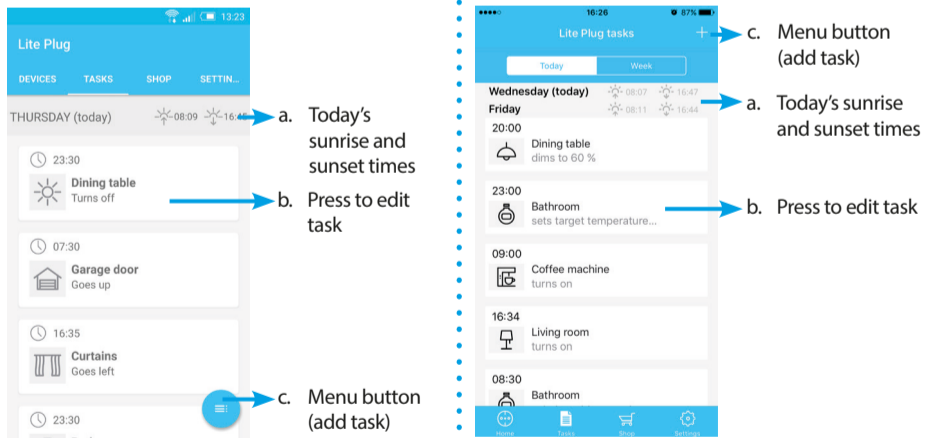 13:23
Lite Plug
DEVICES TASKS SHOP SETTIN...
THURSDAY (today) 08:09 16:45
23:30
Dining table
Turns off
07:30
Garage door
Goes up
16:35
Curtains
Goes left
23:30
a. Today's
sunrise and
sunset times
b. Press to edit
task
c. Menu button
(add task)
16:26 87%
Lite Plug tasks +
Today Week
Wednesday (today) 08:07 16:47
Friday 08:11 16:44
20:00
Dining table
dims to 60 %
23:00
Bathroom
sets target temperature...
09:00
Coffee machine
turns on
16:34
Living room
turns on
08:30
Bathroom
Home Tasks Shop Settings
c. Menu button
(add task)
a. Today's sunrise
and sunset times
b. Press to edit task